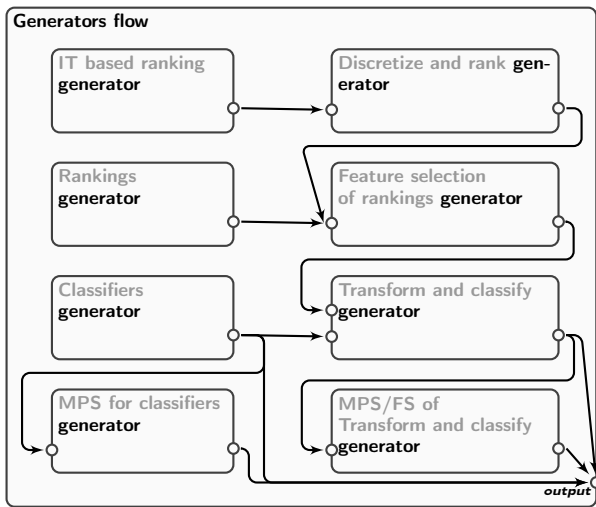 Generators flow
IT based ranking
generator
Discretize and rank gen-
erator
Rankings
generator
Feature selection
of rankings generator
Classifiers
generator
Transform and classify
generator
MPS for classifiers
generator
MPS/FS of
Transform and classify
generator
output